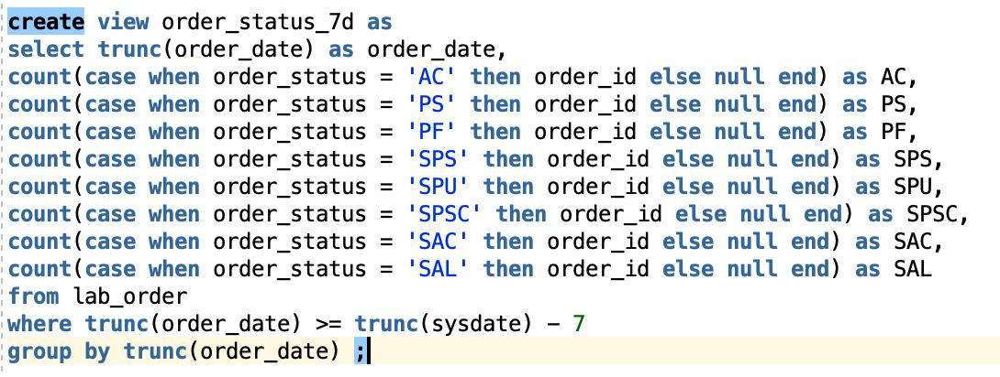 create view order_status_7d as
select trunc(order_date) as order_date,
count(case when order_status = 'AC' then order_id else null end) as AC,
count(case when order_status = 'PS' then order_id else null end) as PS,
count(case when order_status = 'PF' then order_id else null end) as PF,
count(case when order_status = 'SPS' then order_id else null end) as SPS,
count(case when order_status = 'SPU' then order_id else null end) as SPU,
count(case when order_status = 'SPSC' then order_id else null end) as SPSC,
count(case when order_status = 'SAC' then order_id else null end) as SAC,
count(case when order_status = 'SAL' then order_id else null end) as SAL
from lab_order
where trunc(order_date) >= trunc(sysdate) - 7
group by trunc(order_date) ;